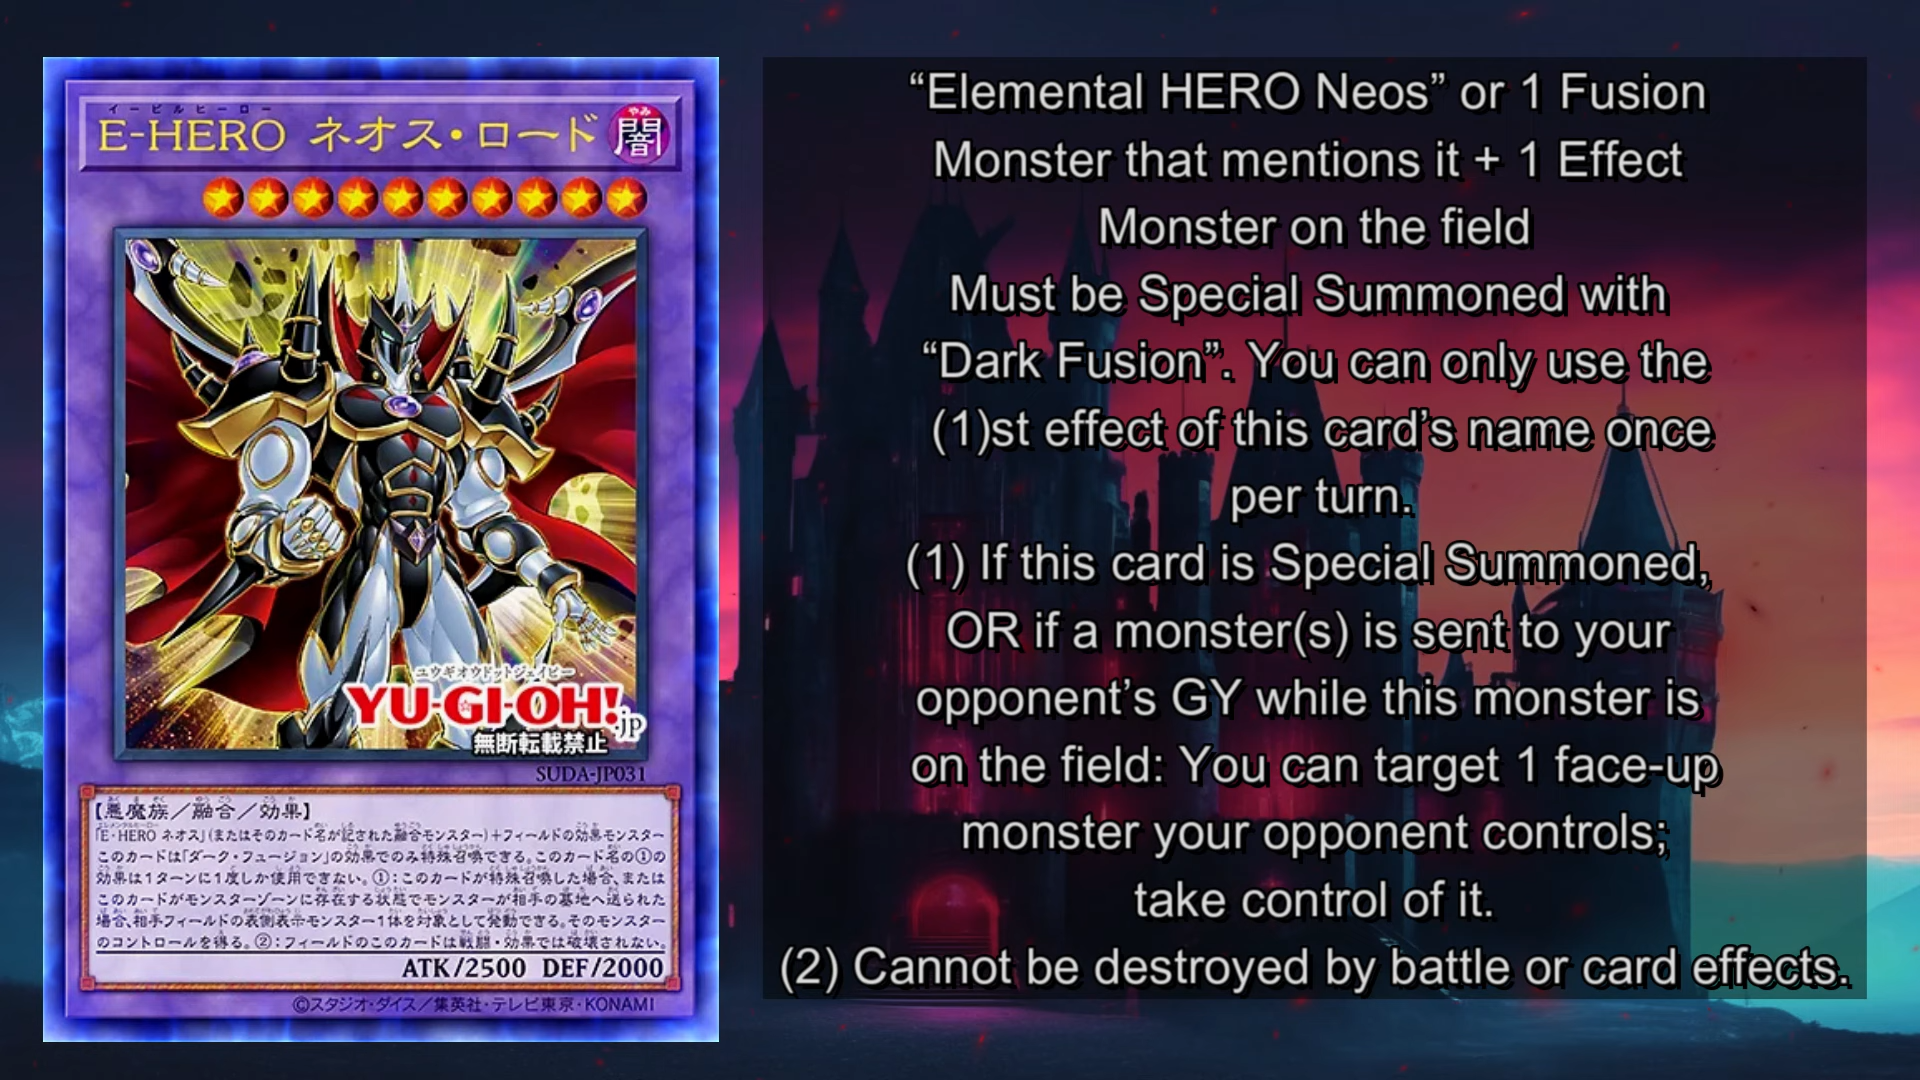 イービルヒーロー
E-HERO ネオス・ロード
やみ
闇
ユウギオウドットジェイピー
YU-GI-OH!.jp
無断転載禁止
SUDA-JP031
【悪魔族／融合／効果】
「E・HERO ネオス」(またはそのカード名が記された融合モンスター)＋フィールドの効果モンスター
このカードは「ダーク・フュージョン」の効果でのみ特殊召喚できる。このカード名の①の
効果は1ターンに1度しか使用できない。①：このカードが特殊召喚した場合、または
このカードがモンスターゾーンに存在する状態でモンスターが相手の墓地へ送られた
場合、相手フィールドの表側表示モンスター1体を対象として発動できる。そのモンスター
のコントロールを得る。②：フィールドのこのカードは戦闘・効果では破壊されない。
ATK/2500 DEF/2000
©スタジオ・ダイス／集英社・テレビ東京・KONAMI
“Elemental HERO Neos” or 1 Fusion
Monster that mentions it + 1 Effect
Monster on the field
Must be Special Summoned with
“Dark Fusion”. You can only use the
(1)st effect of this card’s name once
per turn.
(1) If this card is Special Summoned,
OR if a monster(s) is sent to your
opponent’s GY while this monster is
on the field: You can target 1 face-up
monster your opponent controls;
take control of it.
(2) Cannot be destroyed by battle or card effects.